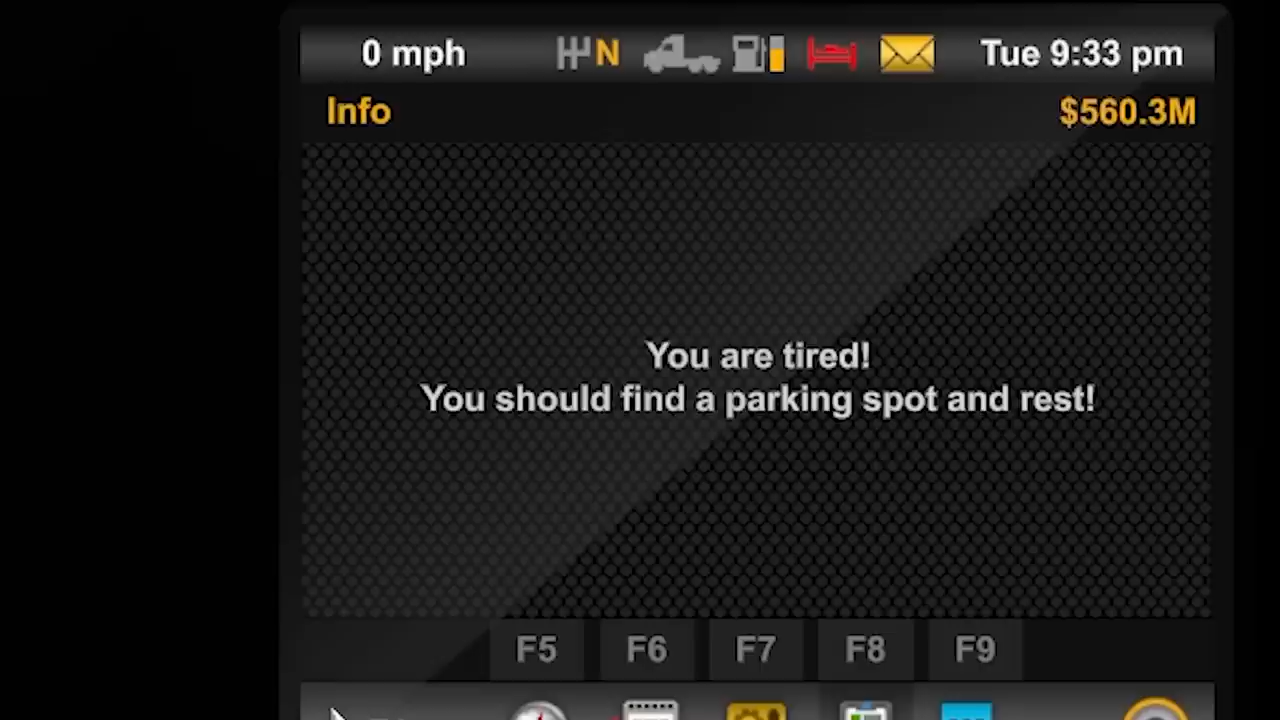 0 mph N Tue 9:33 pm
Info $560.3M
You are tired!
You should find a parking spot and rest!
F5 F6 F7 F8 F9